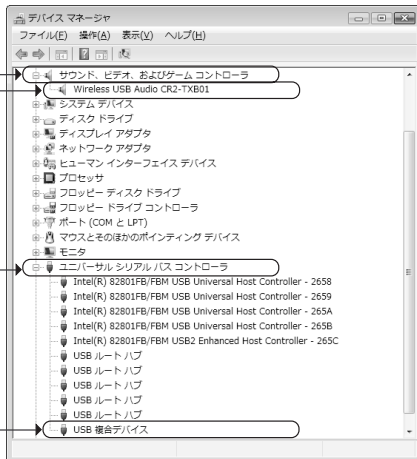 デバイス マネージャ
ファイル(F) 操作(A) 表示(V) ヘルプ(H)
サウンド、ビデオ、およびゲーム コントローラ
Wireless USB Audio CR2-TXB01
システム デバイス
ディスク ドライブ
ディスプレイ アダプタ
ネットワーク アダプタ
ヒューマン インターフェイス デバイス
プロセッサ
フロッピー ディスク ドライブ
フロッピー ドライブ コントローラ
ポート (COM と LPT)
マウスとそのほかのポインティング デバイス
モニタ
ユニバーサル シリアル バス コントローラ
Intel(R) 82801FB/FBM USB Universal Host Controller - 2658
Intel(R) 82801FB/FBM USB Universal Host Controller - 2659
Intel(R) 82801FB/FBM USB Universal Host Controller - 265A
Intel(R) 82801FB/FBM USB Universal Host Controller - 265B
Intel(R) 82801FB/FBM USB2 Enhanced Host Controller - 265C
USB ルート ハブ
USB ルート ハブ
USB ルート ハブ
USB ルート ハブ
USB ルート ハブ
USB 複合デバイス